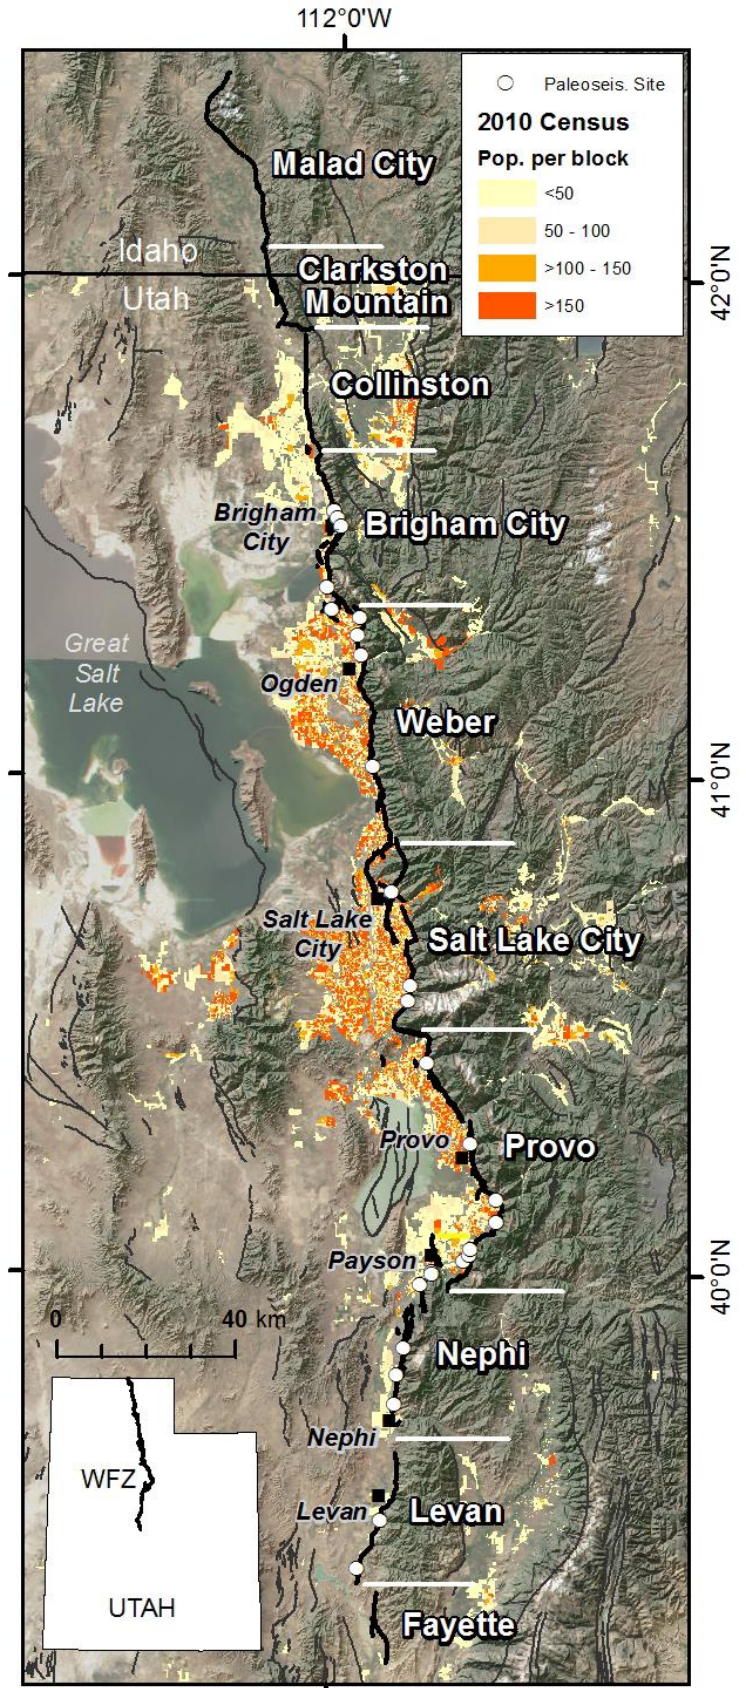 112°0'W
Paleoseis. Site
2010 Census
Pop. per block
<50
50 - 100
>100 - 150
>150
Malad City
Idaho
Utah
Clarkston
Mountain
42°0'N
Collinston
Brigham
City
Brigham City
Great
Salt
Lake
Ogden
Weber
41°0'N
Salt Lake
City
Salt Lake City
Provo
Provo
Payson
40°0'N
0 40 km
Nephi
Nephi
WFZ
Levan
Levan
UTAH
Fayette